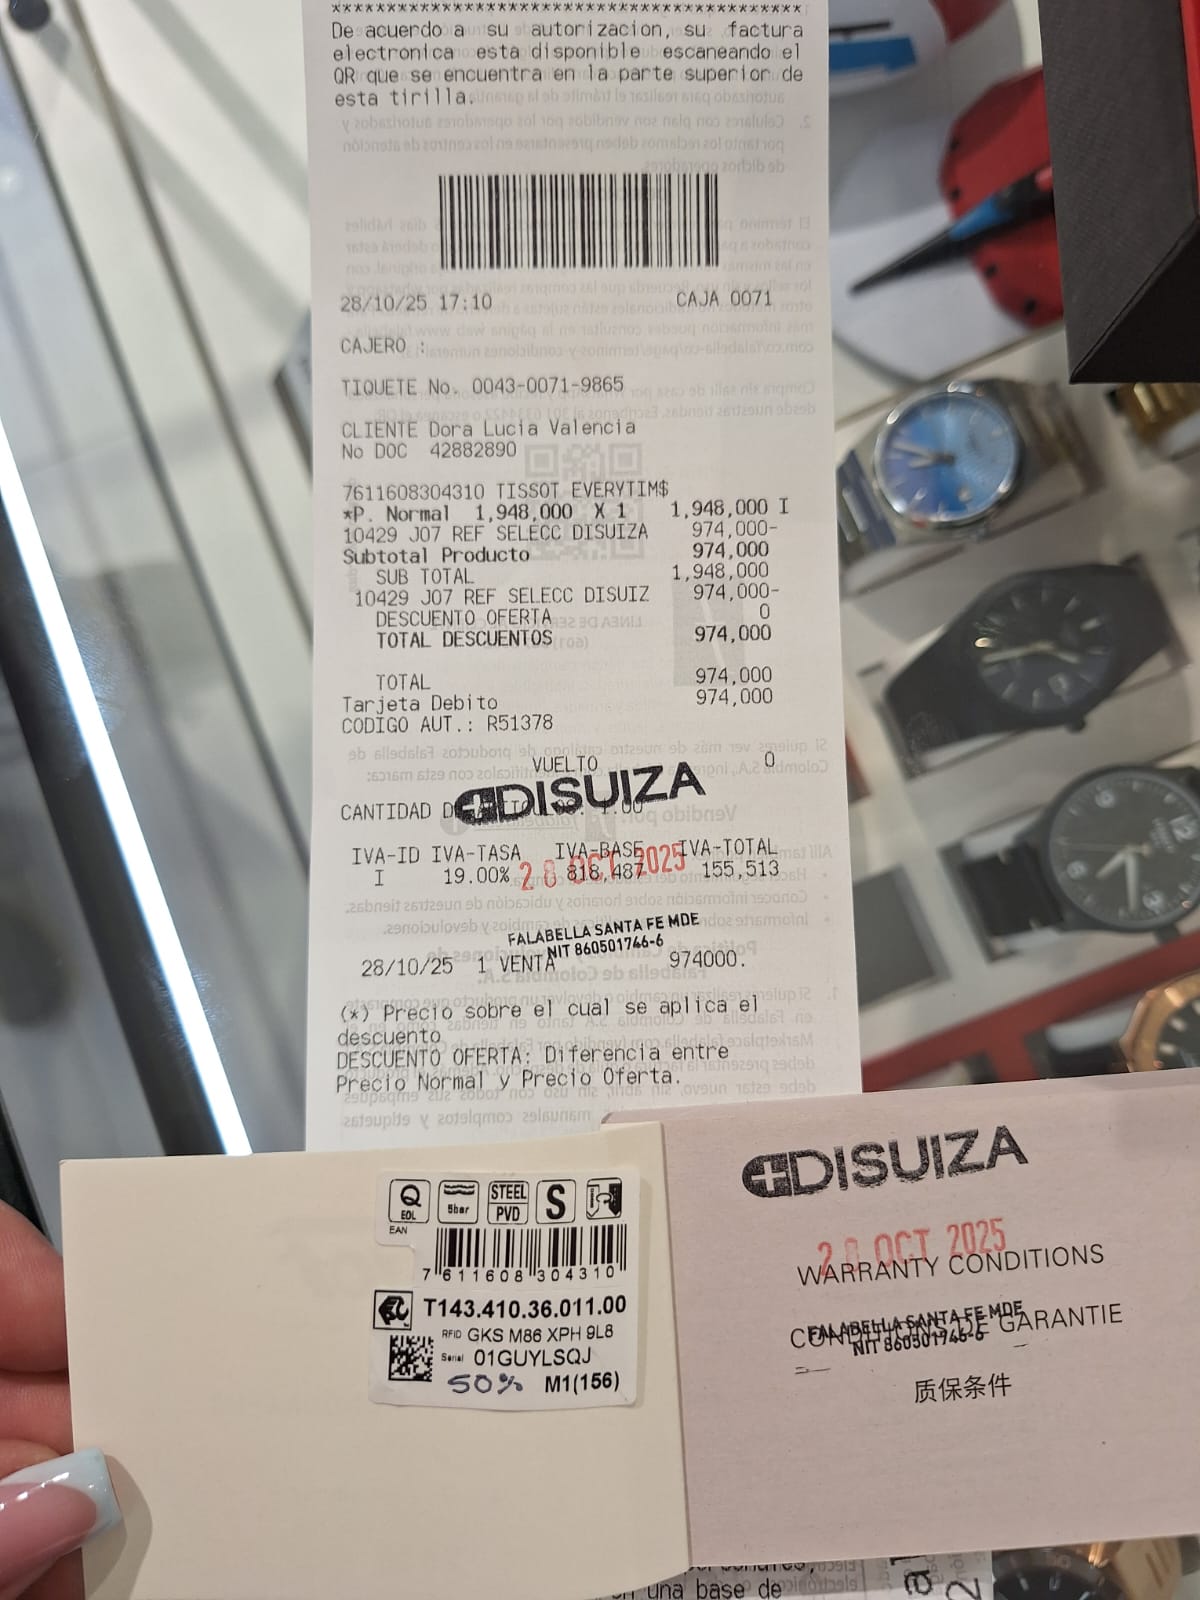 ****************************************
De acuerdo a su autorizacion, su factura
electronica esta disponible escaneando el
QR que se encuentra en la parte superior de
esta tirilla.
28/10/25 17:10 CAJA 0071
CAJERO :
TIQUETE No. 0043-0071-9865
CLIENTE Dora Lucia Valencia
No DOC 42882890
7611608304310 TISSOT EVERYTIM$
*P. Normal 1,948,000 X 1 1,948,000 I
10429 J07 REF SELECC DISUIZA 974,000-
Subtotal Producto 974,000
SUB TOTAL 1,948,000
10429 J07 REF SELECC DISUIZ 974,000-
DESCUENTO OFERTA 0
TOTAL DESCUENTOS 974,000
TOTAL 974,000
Tarjeta Debito 974,000
CODIGO AUT.: R51378
VUELTO 0
DISUIZA
CANTIDAD 1.00
IVA-ID IVA-TASA IVA-BASE IVA-TOTAL
I 19.00% 818,487 155,513
28 OCT 2025
FALABELLA SANTA FE MDE
NIT 860501746-6
28/10/25 1 VENTA 974000.
(*) Precio sobre el cual se aplica el
descuento
DESCUENTO OFERTA: Diferencia entre
Precio Normal y Precio Oferta.
Q EOL 5bar STEEL PVD S
EAN
7 611608 304310
T143.410.36.011.00
RFID GKS M86 XPH 9L8
Serial 01GUYLSQJ
50% M1(156)
DISUIZA
28 OCT 2025
WARRANTY CONDITIONS
FALABELLA SANTA FE MDE
NIT 860501746-6
CONDITIONS DE GARANTIE
质保条件
una base de